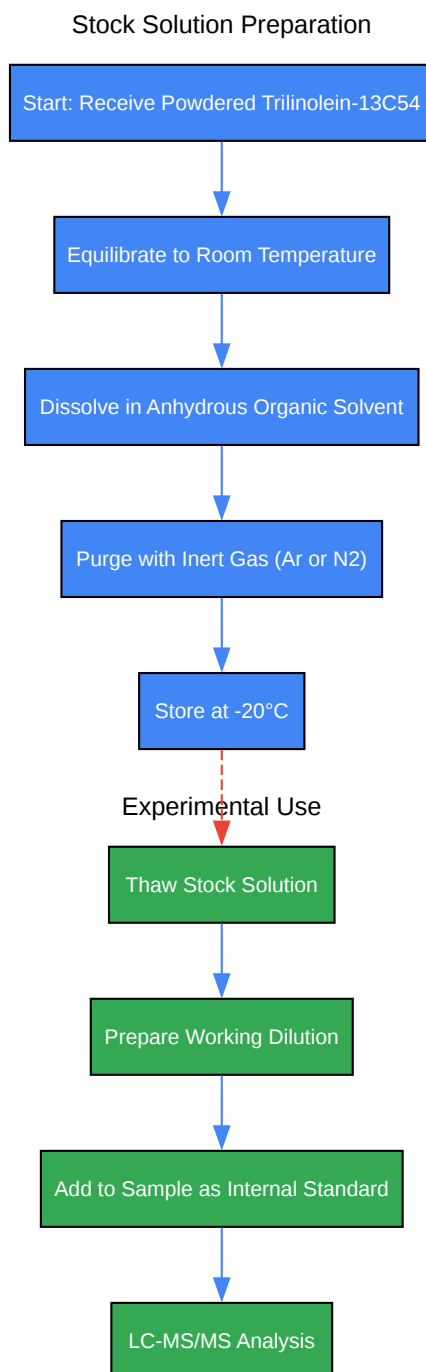 Stock Solution Preparation
Start: Receive Powdered Trilinolein-13C54
Equilibrate to Room Temperature
Dissolve in Anhydrous Organic Solvent
Purge with Inert Gas (Ar or N2)
Store at -20°C
Experimental Use
Thaw Stock Solution
Prepare Working Dilution
Add to Sample as Internal Standard
LC-MS/MS Analysis